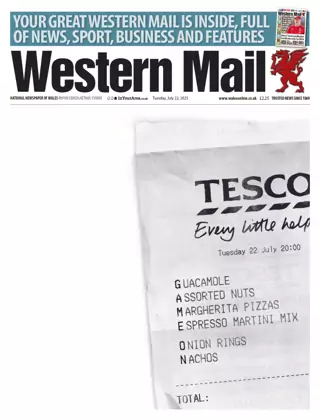 YOUR GREAT WESTERN MAIL IS INSIDE, FULL
OF NEWS, SPORT, BUSINESS AND FEATURES
Western Mail
NATIONAL NEWSPAPER OF WALES
Tuesday, July 22, 2025
www.walesonline.co.uk
£2.25
TRUSTED NEWS SINCE 1869
TESCO
Every little help
Tuesday 22 July 20:00
GUACAMOLE
ASSORTED NUTS
MARGHERITA PIZZAS
ESPRESSO MARTINI MIX
ONION RINGS
NACHOS
TOTAL: